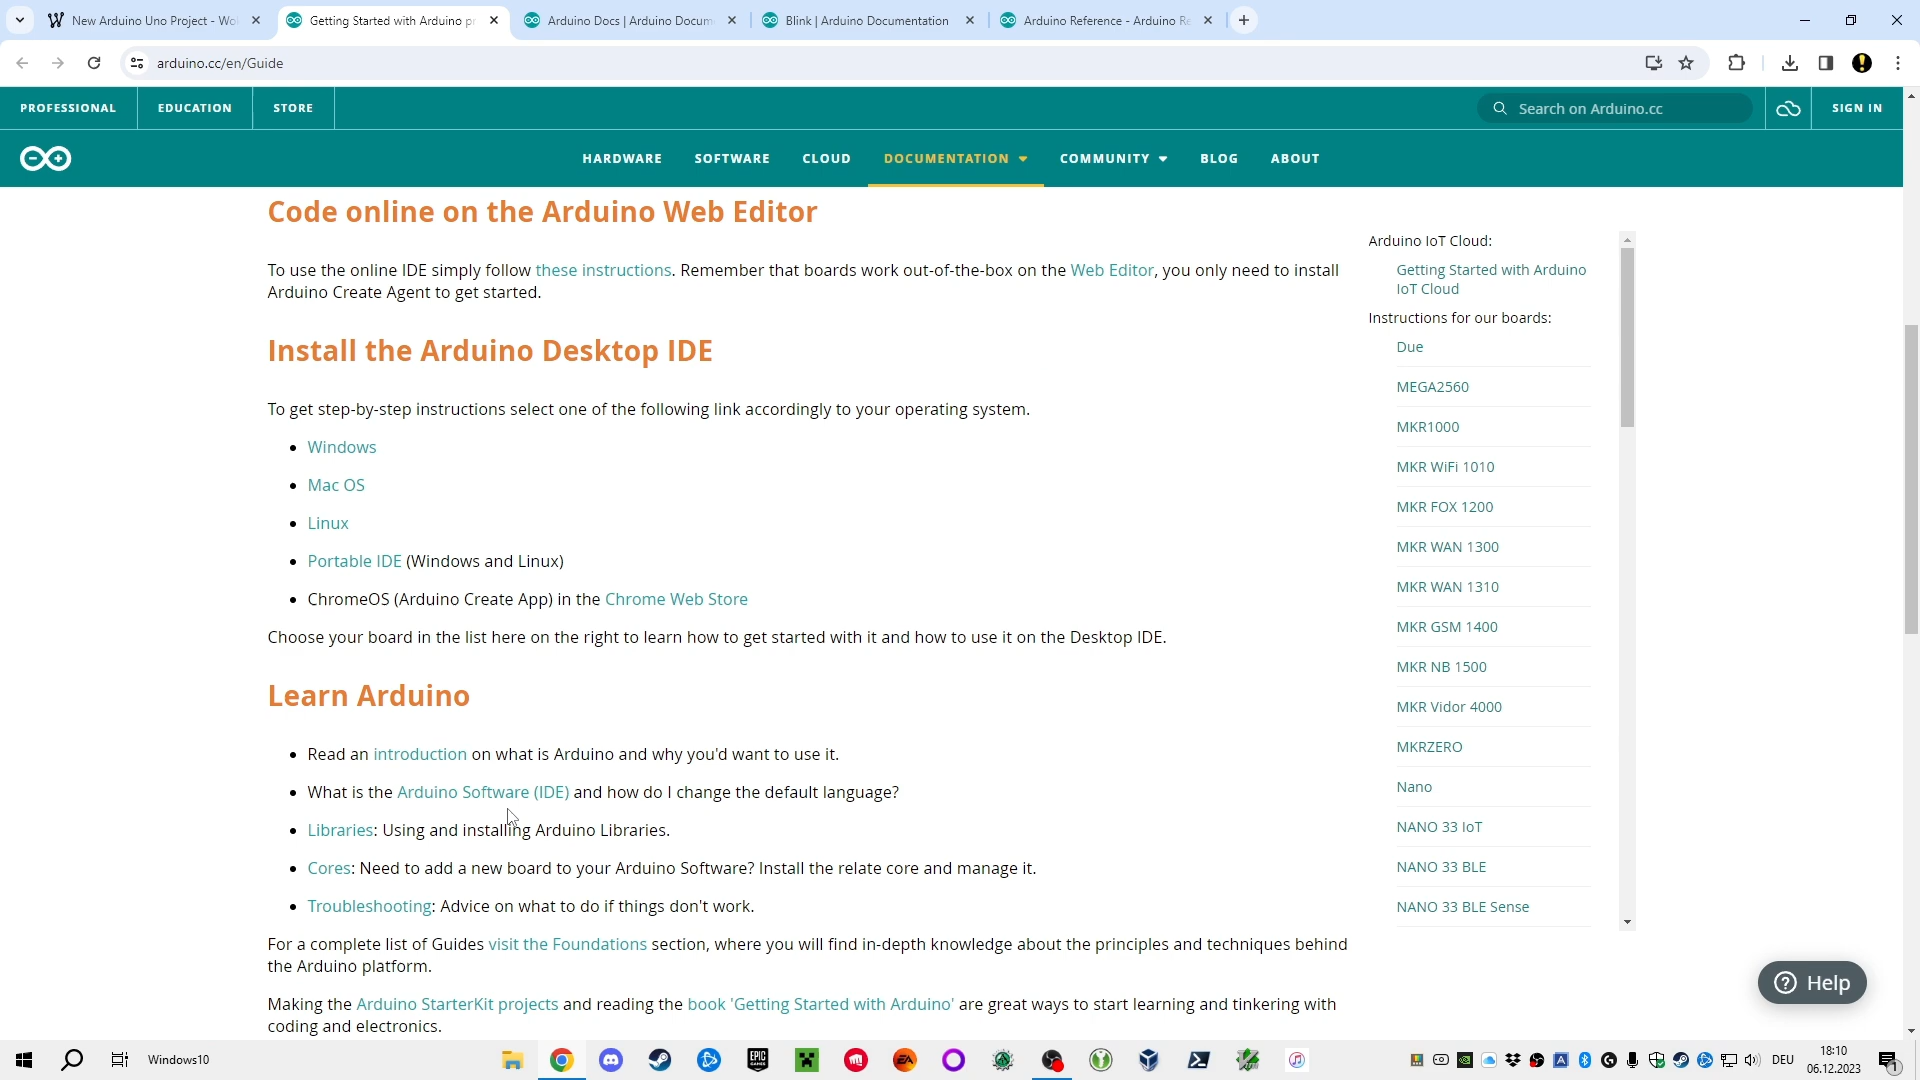 New Arduino Uno Project - Wo
Getting Started with Arduino pr
Arduino Docs | Arduino Docum
Blink | Arduino Documentation
Arduino Reference - Arduino Re
arduino.cc/en/Guide
PROFESSIONAL
EDUCATION
STORE
Search on Arduino.cc
SIGN IN
HARDWARE
SOFTWARE
CLOUD
DOCUMENTATION
COMMUNITY
BLOG
ABOUT
Code online on the Arduino Web Editor
To use the online IDE simply follow these instructions. Remember that boards work out-of-the-box on the Web Editor, you only need to install
Arduino Create Agent to get started.
Install the Arduino Desktop IDE
To get step-by-step instructions select one of the following link accordingly to your operating system.
Windows
Mac OS
Linux
Portable IDE (Windows and Linux)
ChromeOS (Arduino Create App) in the Chrome Web Store
Choose your board in the list here on the right to learn how to get started with it and how to use it on the Desktop IDE.
Learn Arduino
Read an introduction on what is Arduino and why you'd want to use it.
What is the Arduino Software (IDE) and how do I change the default language?
Libraries: Using and installing Arduino Libraries.
Cores: Need to add a new board to your Arduino Software? Install the relate core and manage it.
Troubleshooting: Advice on what to do if things don't work.
For a complete list of Guides visit the Foundations section, where you will find in-depth knowledge about the principles and techniques behind
the Arduino platform.
Making the Arduino StarterKit projects and reading the book 'Getting Started with Arduino' are great ways to start learning and tinkering with
coding and electronics.
Arduino IoT Cloud:
Getting Started with Arduino
IoT Cloud
Instructions for our boards:
Due
MEGA2560
MKR1000
MKR WiFi 1010
MKR FOX 1200
MKR WAN 1300
MKR WAN 1310
MKR GSM 1400
MKR NB 1500
MKR Vidor 4000
MKRZERO
Nano
NANO 33 IoT
NANO 33 BLE
NANO 33 BLE Sense
Help
Windows10
EPIC
GAMES
EA
DEU
18:10
06.12.2023
1